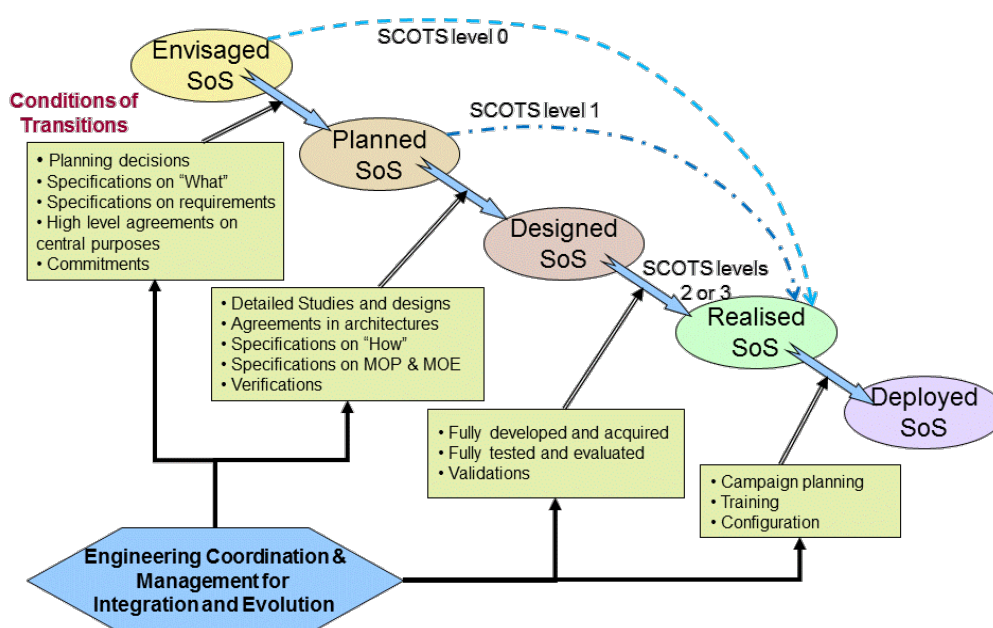 Envisaged
SoS
SCOTS level 0
Conditions of
Transitions
SCOTS level 1
Planned
SoS
• Planning decisions
• Specifications on “What”
• Specifications on requirements
• High level agreements on
central purposes
• Commitments
Designed
SoS
SCOTS levels
2 or 3
• Detailed Studies and designs
• Agreements in architectures
• Specifications on “How”
• Specifications on MOP & MOE
• Verifications
Realised
SoS
Deployed
SoS
• Fully developed and acquired
• Fully tested and evaluated
• Validations
• Campaign planning
• Training
• Configuration
Engineering Coordination &
Management for
Integration and Evolution